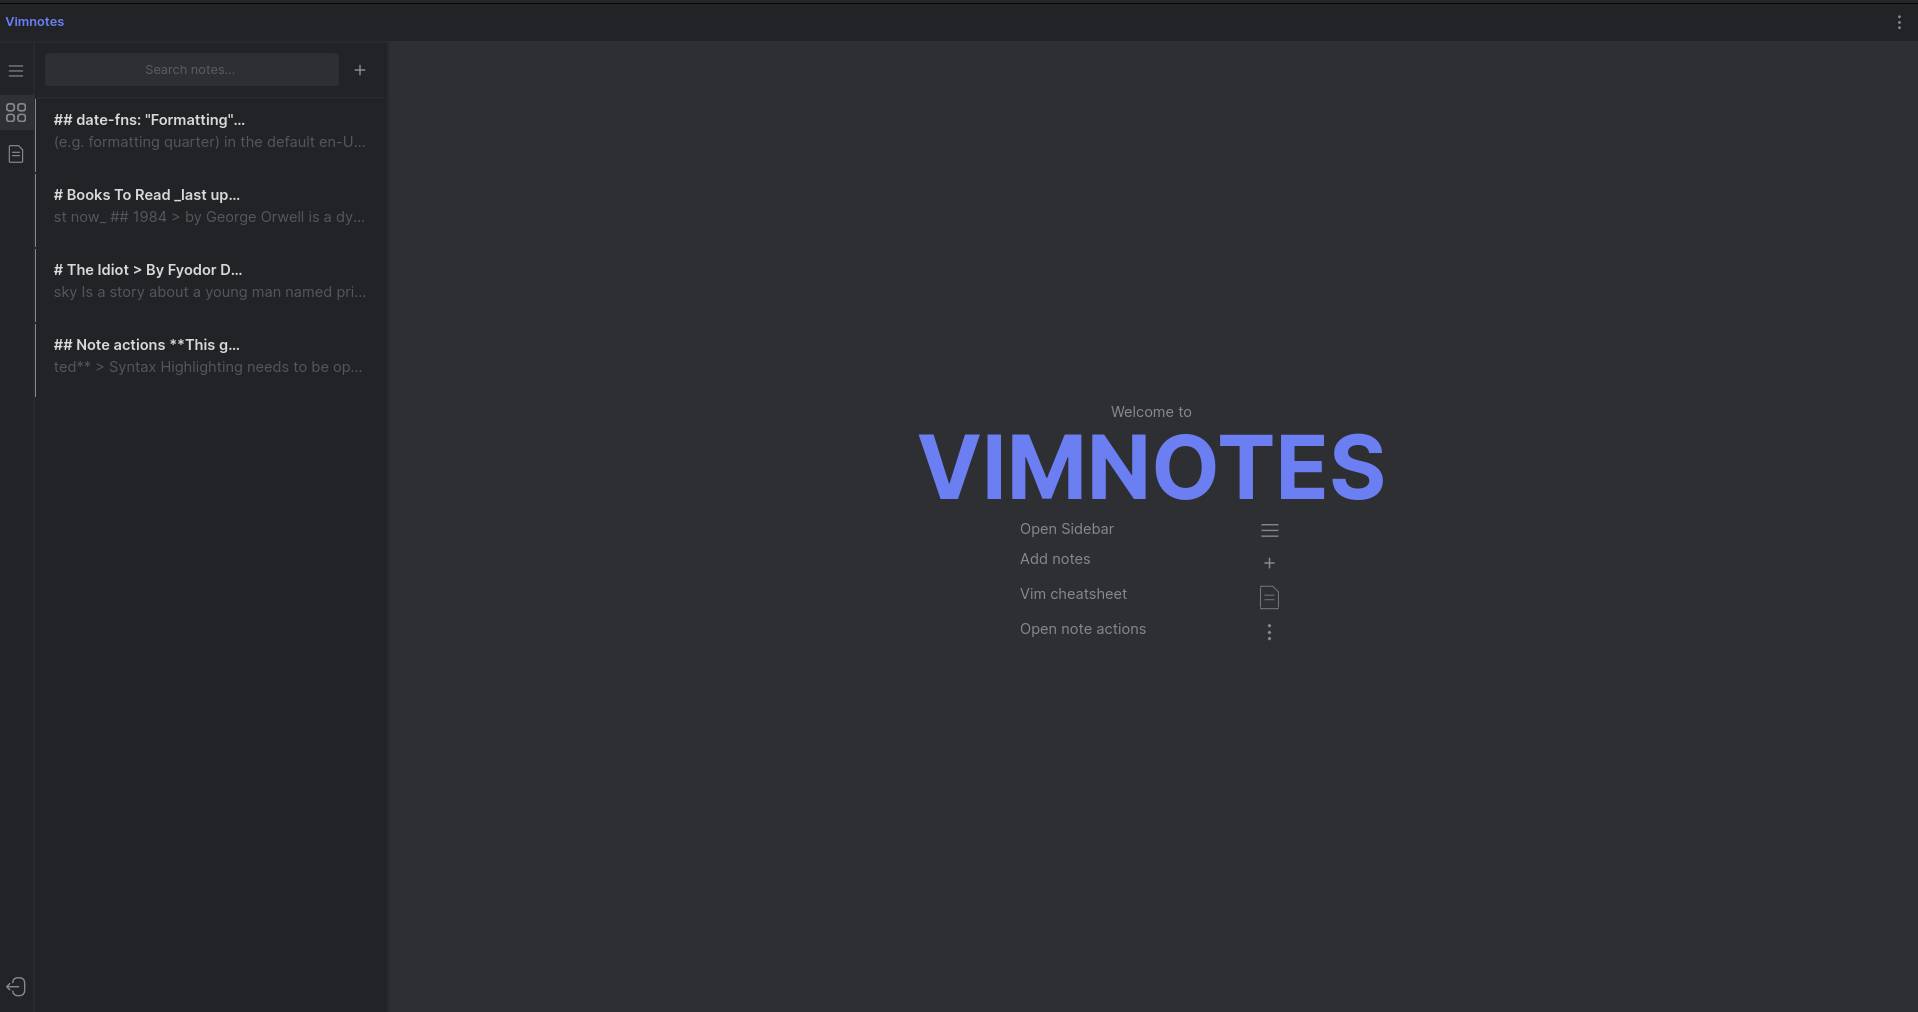 Vimnotes
Search notes...
## date-fns: "Formatting"...
(e.g. formatting quarter) in the default en-U...
# Books To Read _last up...
st now_ ## 1984 > by George Orwell is a dy...
# The Idiot > By Fyodor D...
sky Is a story about a young man named pri...
## Note actions **This g...
ted** > Syntax Highlighting needs to be op...
Welcome to
VIMNOTES
Open Sidebar
Add notes
Vim cheatsheet
Open note actions